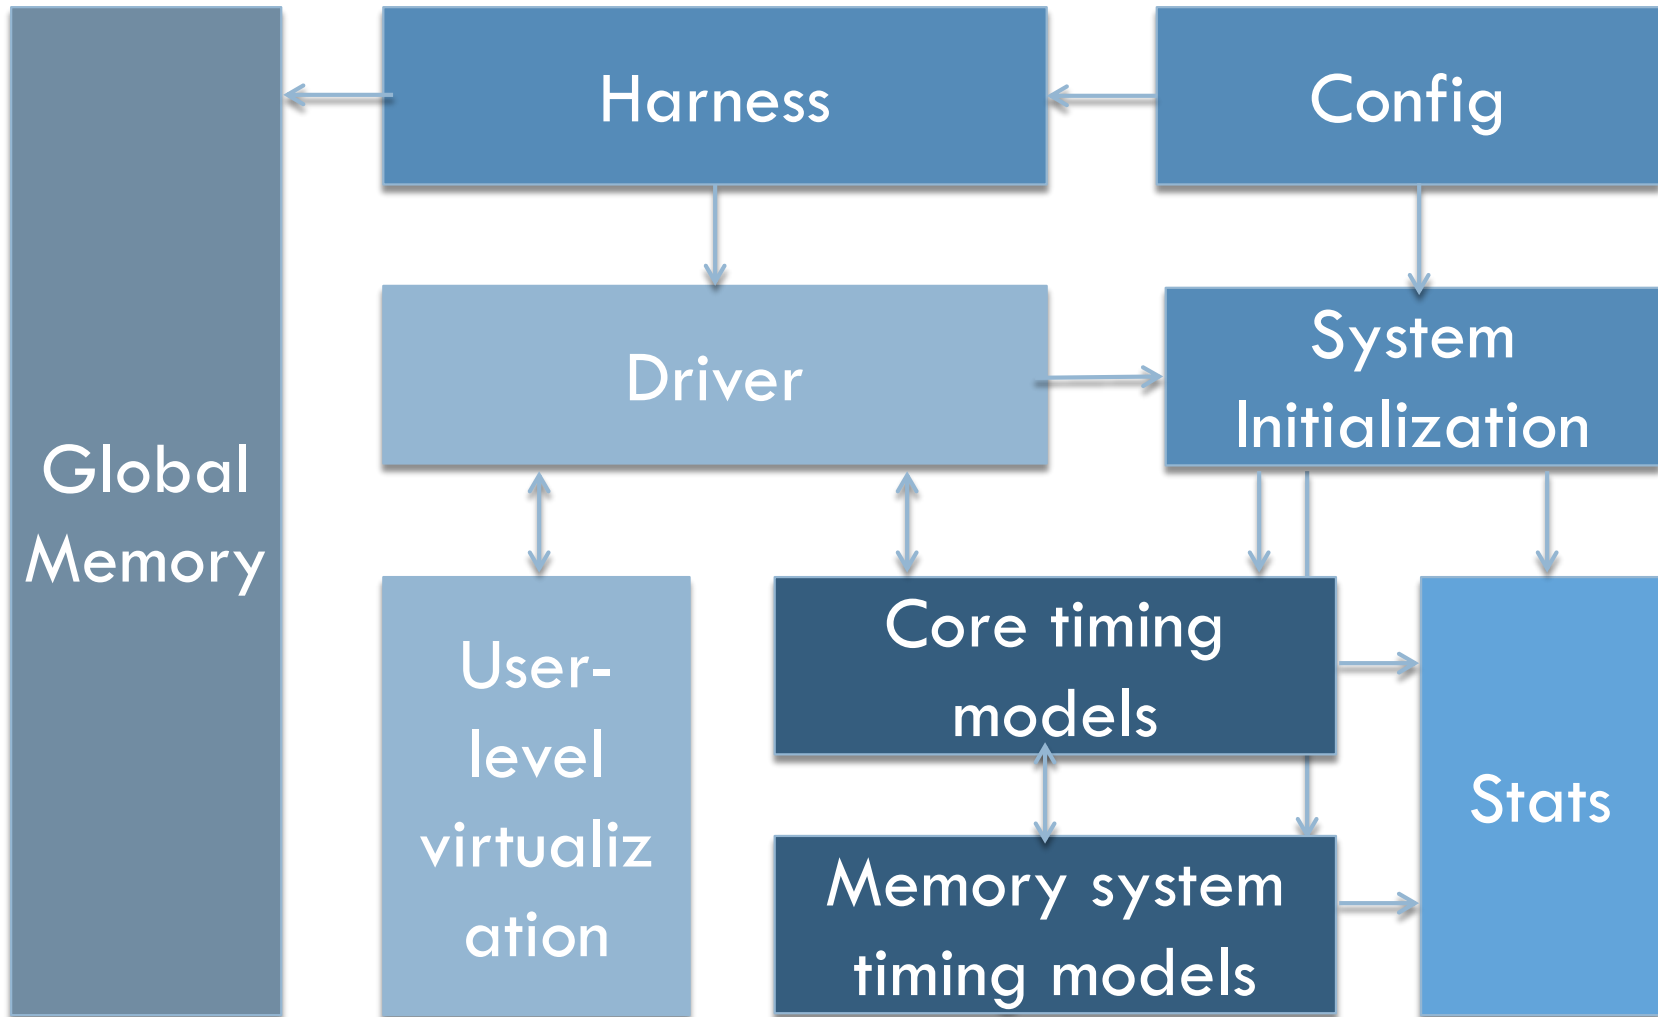 Harness
Config
Driver
System
Initialization
Global
Memory
User-
level
virtualiz
ation
Core timing
models
Stats
Memory system
timing models